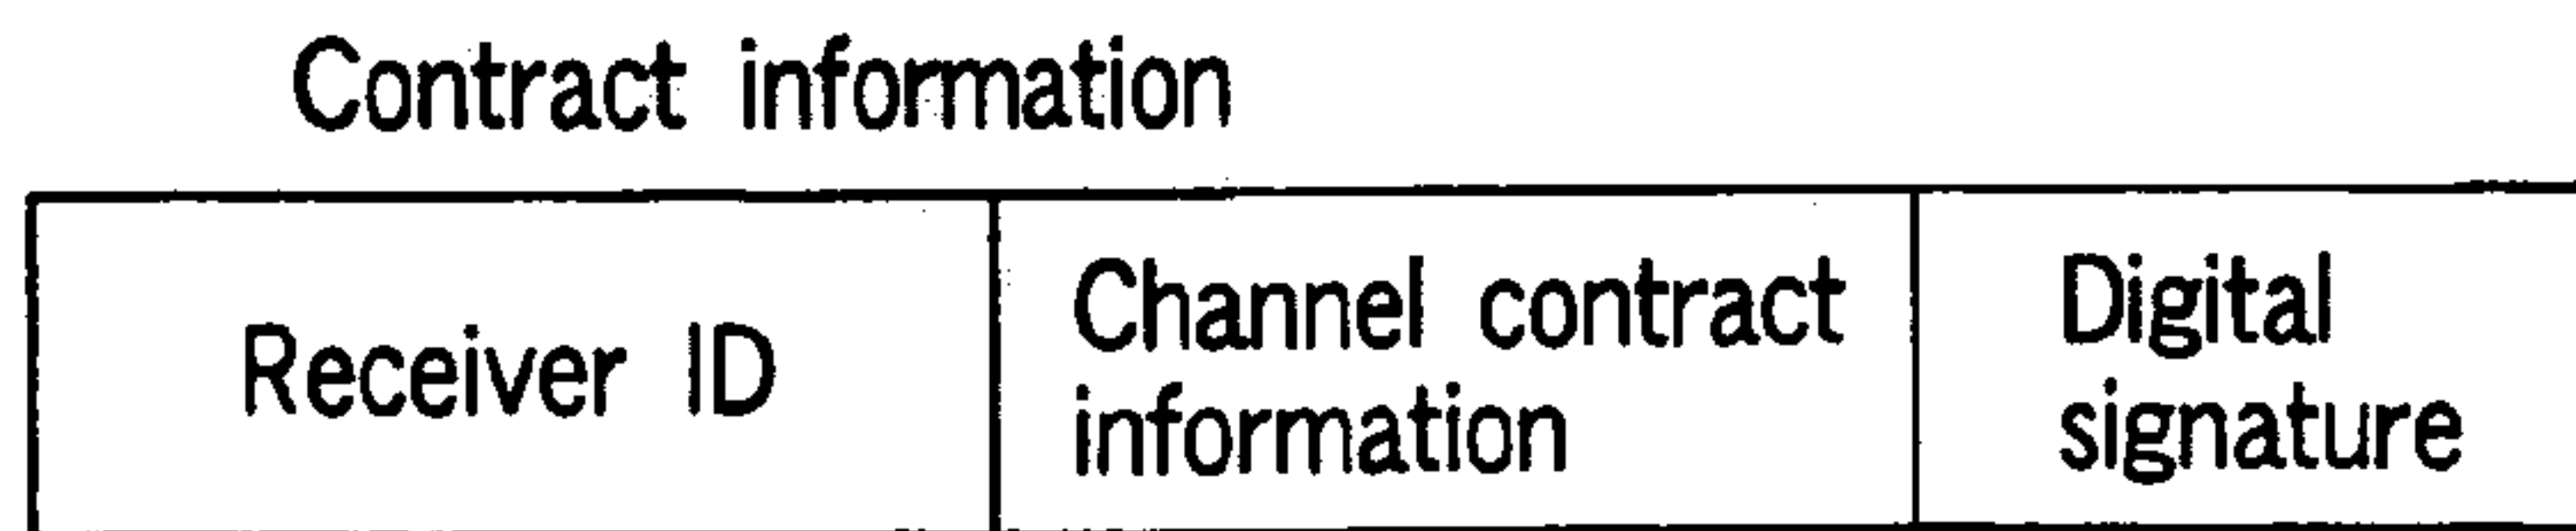 Contract information
Receiver ID
Channel contract
information
Digital
signature